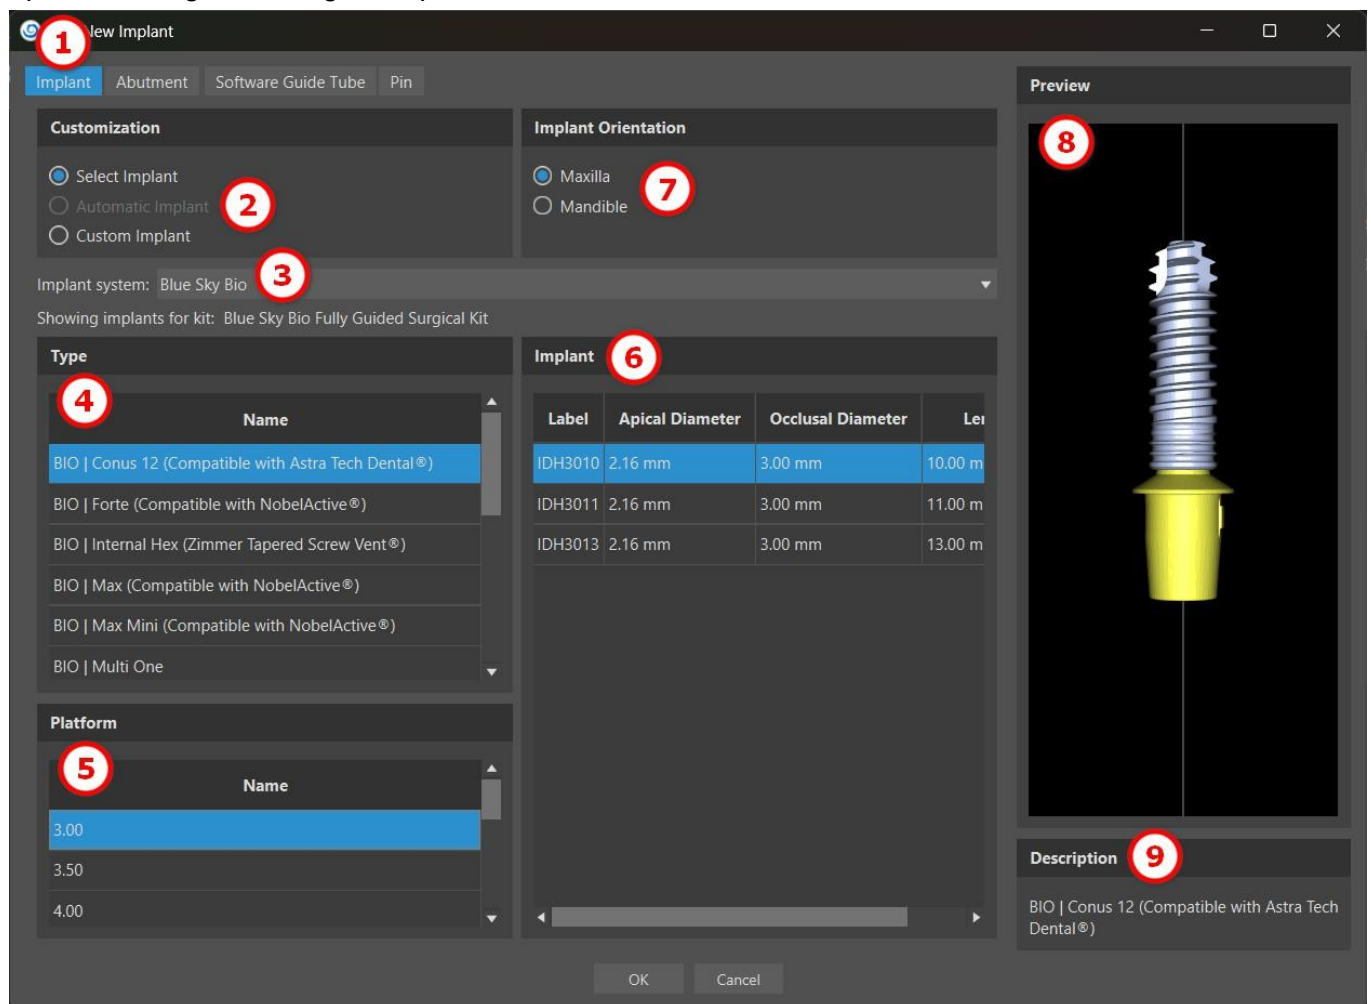 1
New Implant
Implant Abutment Software Guide Tube Pin
Customization
Select Implant
Automatic Implant
2
Custom Implant
Implant Orientation
Maxilla
Mandible
7
Implant system: Blue Sky Bio
3
Showing implants for kit: Blue Sky Bio Fully Guided Surgical Kit
Type
4
Name
BIO | Conus 12 (Compatible with Astra Tech Dental®)
BIO | Forte (Compatible with NobelActive®)
BIO | Internal Hex (Zimmer Tapered Screw Vent®)
BIO | Max (Compatible with NobelActive®)
BIO | Max Mini (Compatible with NobelActive®)
BIO | Multi One
Platform
5
Name
3.00
3.50
4.00
Implant
6
Label Apical Diameter Occlusal Diameter
IDH3010 2.16 mm 3.00 mm 10.00 m
IDH3011 2.16 mm 3.00 mm 11.00 m
IDH3013 2.16 mm 3.00 mm 13.00 m
Preview
8
Description
9
BIO | Conus 12 (Compatible with Astra Tech
Dental®)
OK Cancel